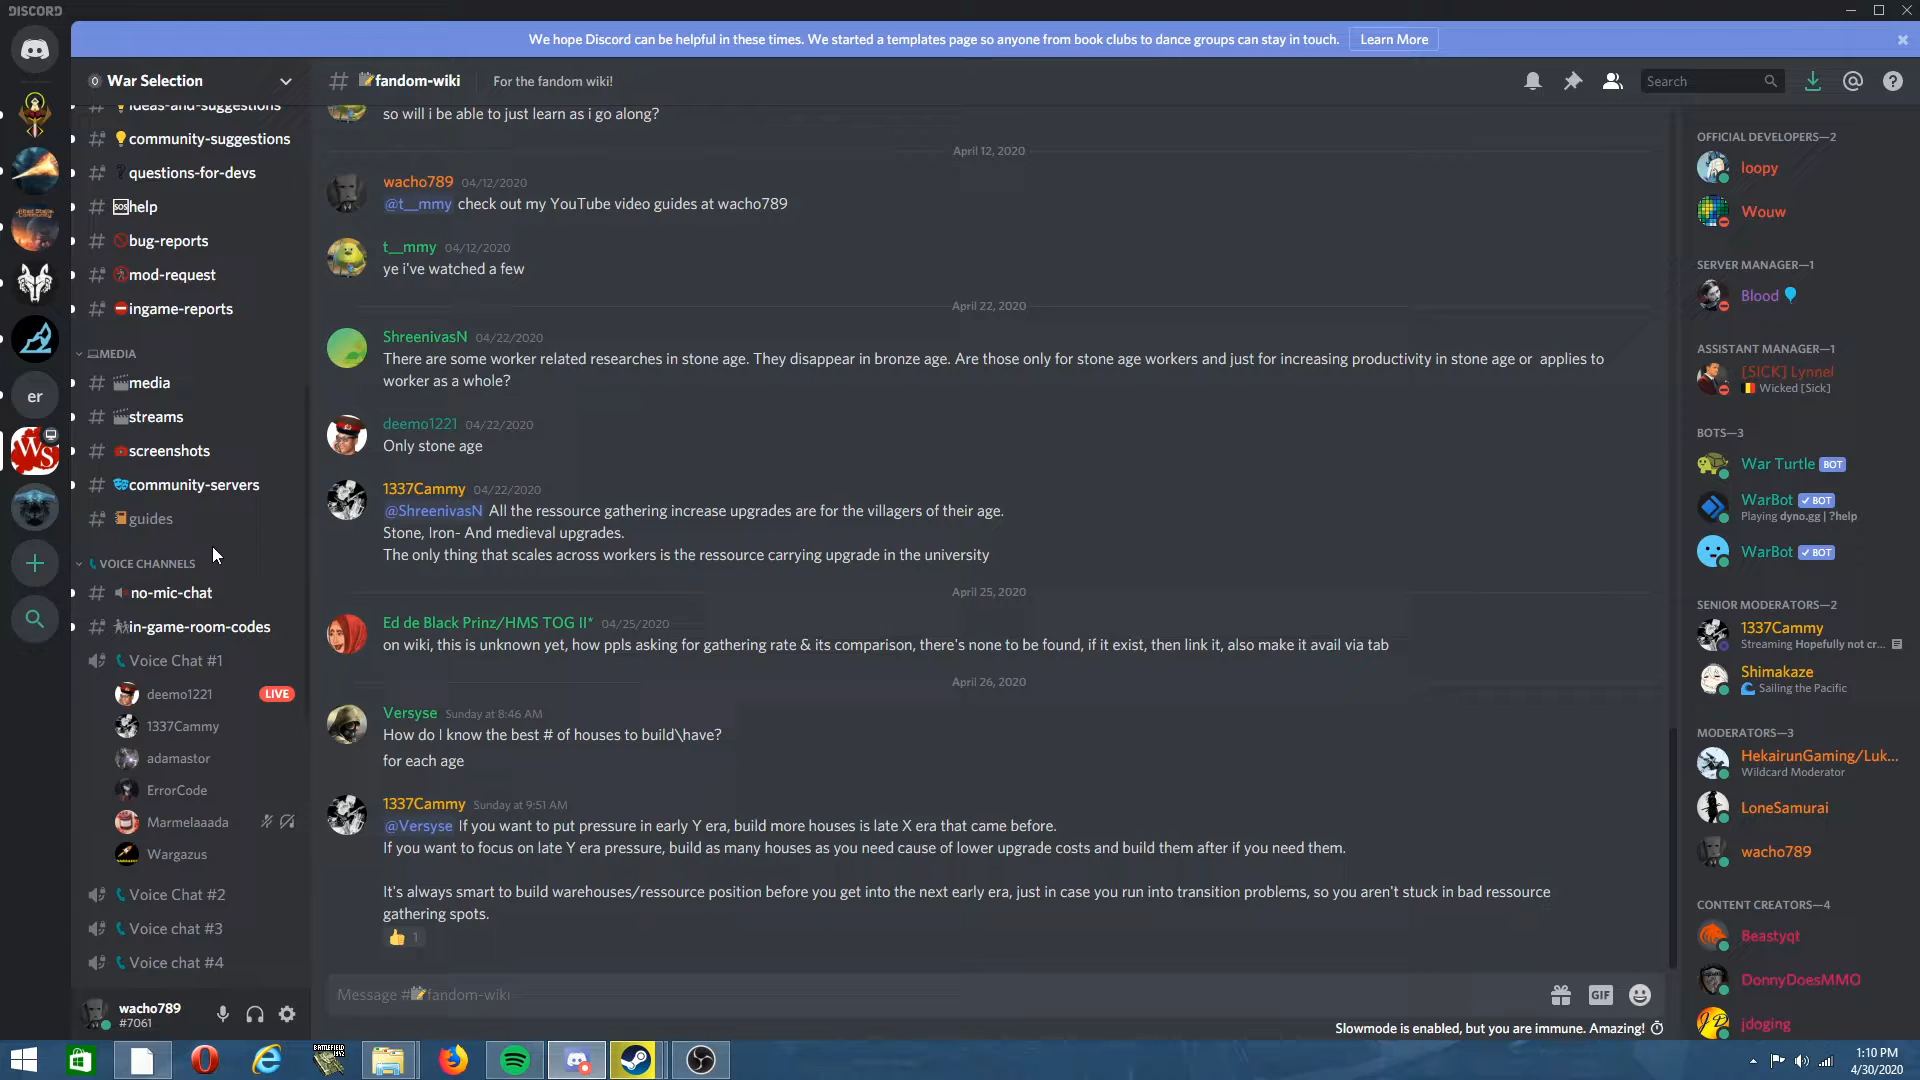 DISCORD
We hope Discord can be helpful in these times. We started a templates page so anyone from book clubs to dance groups can stay in touch.
Learn More
War Selection
ideas-and-suggestions
community-suggestions
questions-for-devs
SOS help
bug-reports
mod-request
ingame-reports
MEDIA
media
streams
screenshots
community-servers
guides
VOICE CHANNELS
no-mic-chat
in-game-room-codes
Voice Chat #1
deemo1221 LIVE
1337Cammy
adamastor
ErrorCode
Marmelaaada
Wargazus
Voice Chat #2
Voice chat #3
Voice chat #4
wacho789
#7061
er
WS
# fandom-wiki
For the fandom wiki!
Search
so will i be able to just learn as i go along?
April 12, 2020
wacho789 04/12/2020
@t__mmy check out my YouTube video guides at wacho789
t__mmy 04/12/2020
ye i've watched a few
April 22, 2020
ShreenivasN 04/22/2020
There are some worker related researches in stone age. They disappear in bronze age. Are those only for stone age workers and just for increasing productivity in stone age or applies to
worker as a whole?
deemo1221 04/22/2020
Only stone age
1337Cammy 04/22/2020
@ShreenivasN All the ressource gathering increase upgrades are for the villagers of their age.
Stone, Iron- And medieval upgrades.
The only thing that scales across workers is the ressource carrying upgrade in the university
April 25, 2020
Ed de Black Prinz/HMS TOG II* 04/25/2020
on wiki, this is unknown yet, how ppls asking for gathering rate & its comparison, there's none to be found, if it exist, then link it, also make it avail via tab
April 26, 2020
Versyse Sunday at 8:46 AM
How do I know the best # of houses to build\have?
for each age
1337Cammy Sunday at 9:51 AM
@Versyse If you want to put pressure in early Y era, build more houses is late X era that came before.
If you want to focus on late Y era pressure, build as many houses as you need cause of lower upgrade costs and build them after if you need them.
It's always smart to build warehouses/ressource position before you get into the next early era, just in case you run into transition problems, so you aren't stuck in bad ressource
gathering spots.
1
Message #fandom-wiki
GIF
Slowmode is enabled, but you are immune. Amazing!
OFFICIAL DEVELOPERS—2
loopy
Wouw
SERVER MANAGER—1
Blood
ASSISTANT MANAGER—1
[SICK] Lynnel
Wicked [Sick]
BOTS—3
War Turtle BOT
WarBot BOT
Playing dyno.gg | ?help
WarBot BOT
SENIOR MODERATORS—2
1337Cammy
Streaming Hopefully not cr...
Shimakaze
Sailing the Pacific
MODERATORS—3
HekairunGaming/Luk...
Wildcard Moderator
LoneSamurai
wacho789
CONTENT CREATORS—4
Beastyqt
DonnyDoesMMO
jdoging
BATTLEFIELD
1942
1:10 PM
4/30/2020